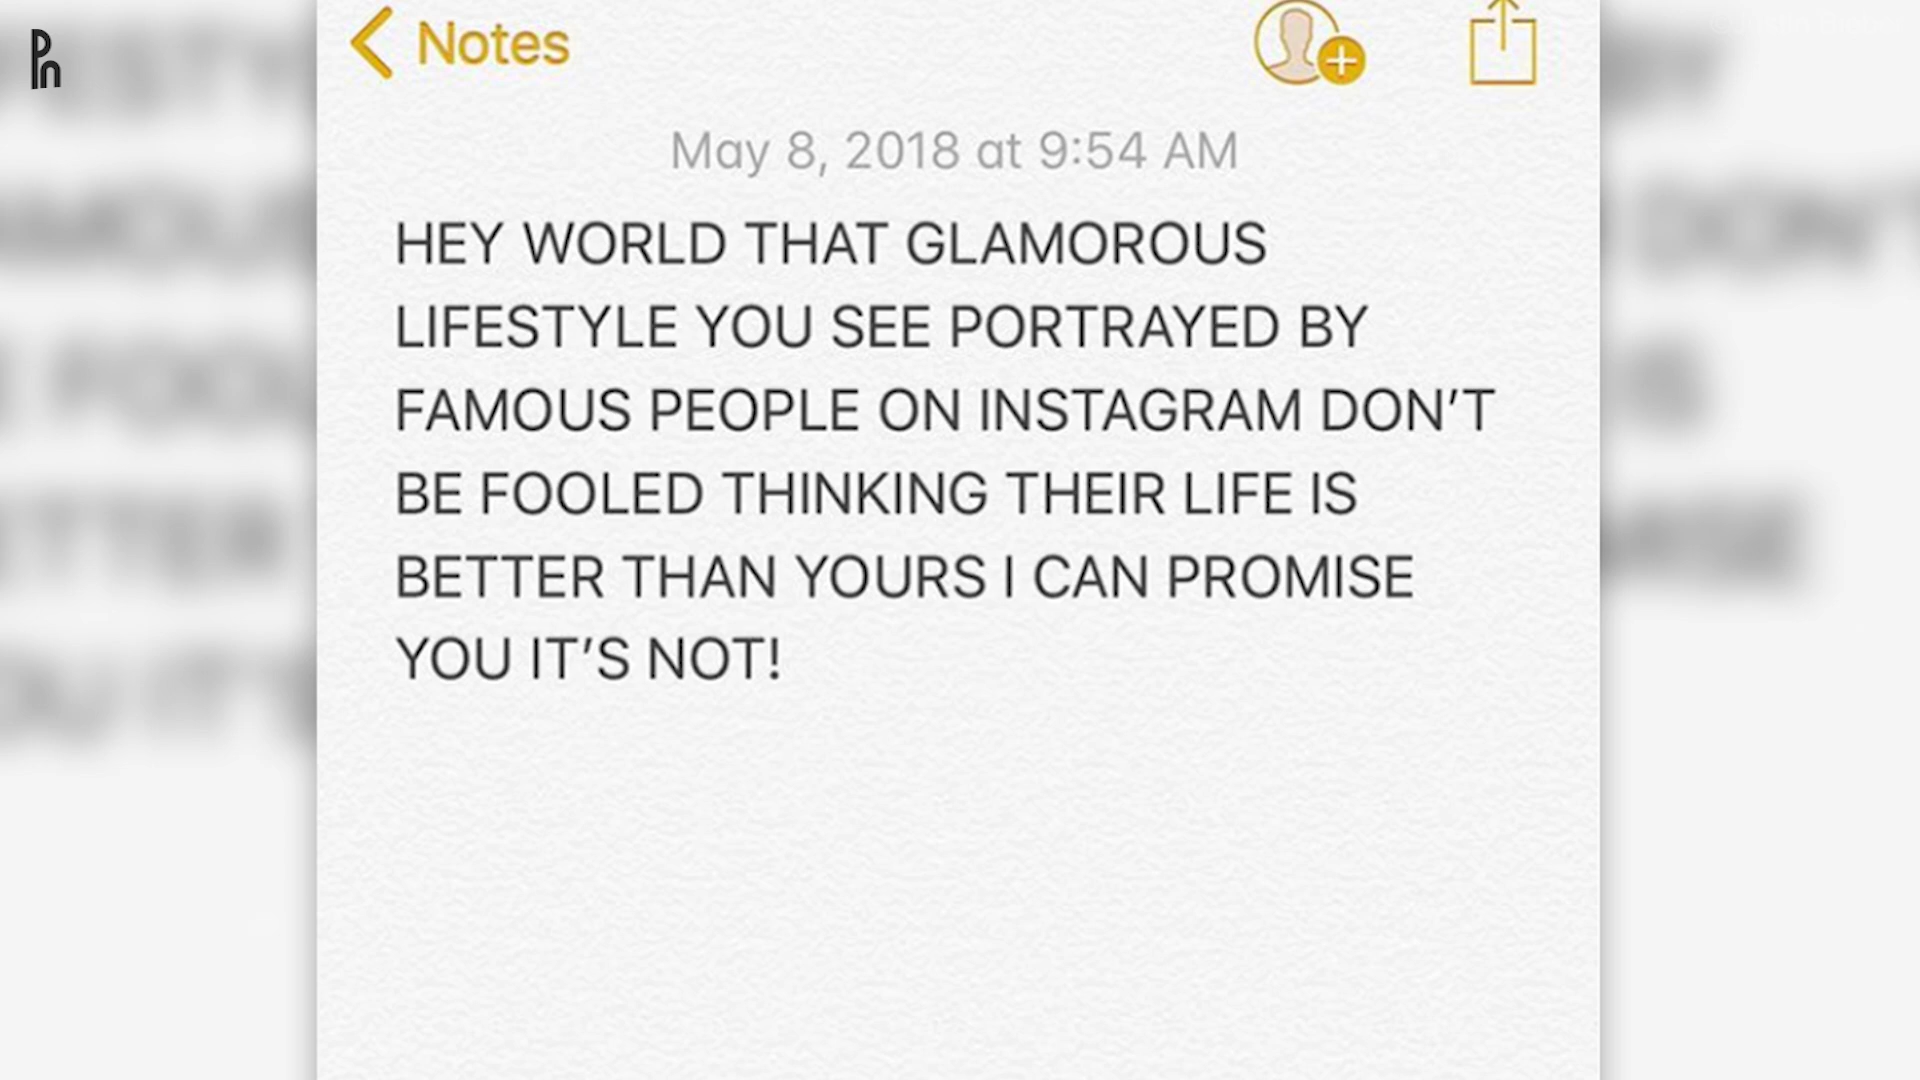 Pn
Notes
May 8, 2018 at 9:54 AM
HEY WORLD THAT GLAMOROUS
LIFESTYLE YOU SEE PORTRAYED BY
FAMOUS PEOPLE ON INSTAGRAM DON'T
BE FOOLED THINKING THEIR LIFE IS
BETTER THAN YOURS I CAN PROMISE
YOU IT'S NOT!